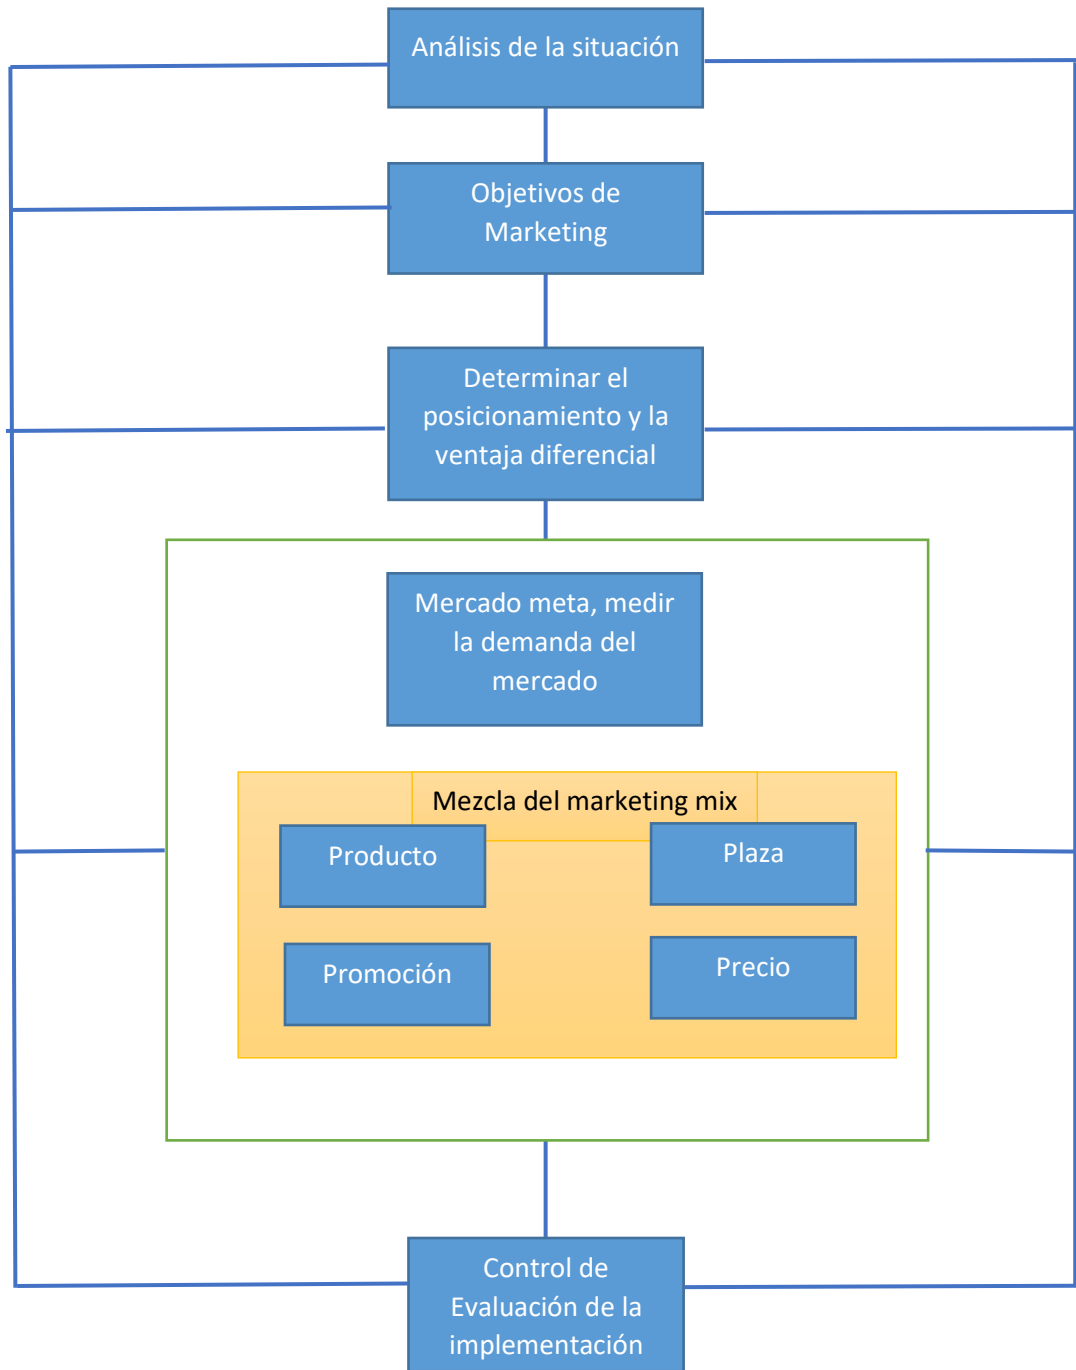 Análisis de la situación
Objetivos de
Marketing
Determinar el
posicionamiento y la
ventaja diferencial
Mercado meta, medir
la demanda del
mercado
Mezcla del marketing mix
Producto
Plaza
Promoción
Precio
Control de
Evaluación de la
implementación